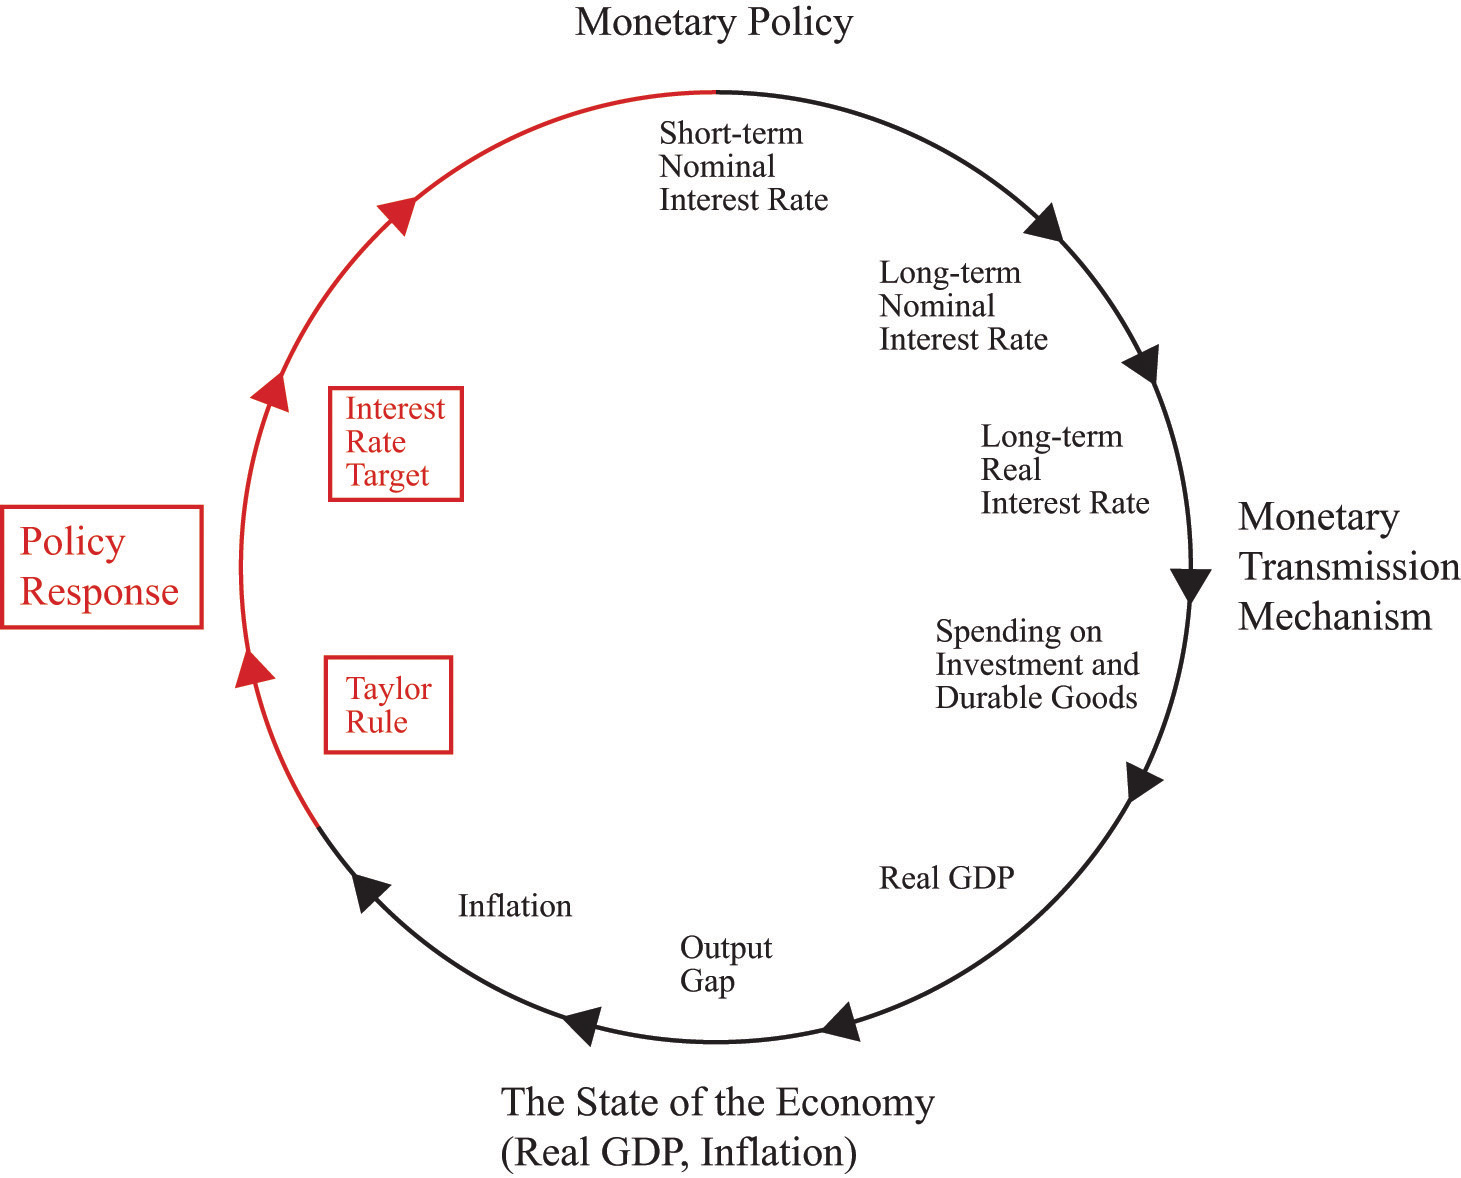 Monetary Policy
Short-term
Nominal
Interest Rate
Long-term
Nominal
Interest Rate
Long-term
Real
Interest Rate
Monetary
Transmission
Mechanism
Spending on
Investment and
Durable Goods
Real GDP
Output
Gap
Inflation
The State of the Economy
(Real GDP, Inflation)
Taylor
Rule
Policy
Response
Interest
Rate
Target